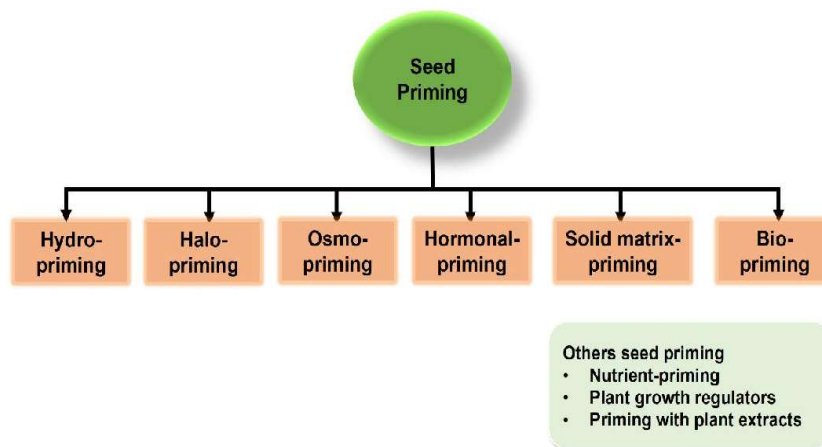 Seed
Priming
Hydro-
priming
Halo-
priming
Osmo-
priming
Hormonal-
priming
Solid matrix-
priming
Bio-
priming
Others seed priming
• Nutrient-priming
• Plant growth regulators
• Priming with plant extracts